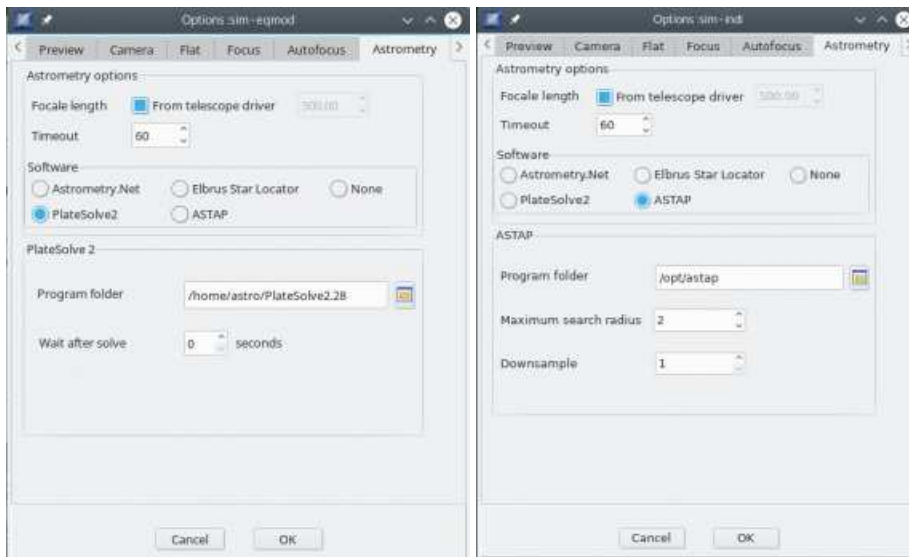 Options :sim-eqmod
Preview Camera Flat Focus Autofocus Astrometry
Astrometry options
Focale length From telescope driver 500.00
Timeout 60
Software
Astrometry.Net Elbrus Star Locator None
PlateSolve2 ASTAP
PlateSolve 2
Program folder /home/astro/PlateSolve2.28
Wait after solve 0 seconds
Cancel OK
Options :sim-indi
Preview Camera Flat Focus Autofocus Astrometry
Astrometry options
Focale length From telescope driver 500.00
Timeout 60
Software
Astrometry.Net Elbrus Star Locator None
PlateSolve2 ASTAP
ASTAP
Program folder /opt/astap
Maximum search radius 2
Downsample 1
Cancel OK